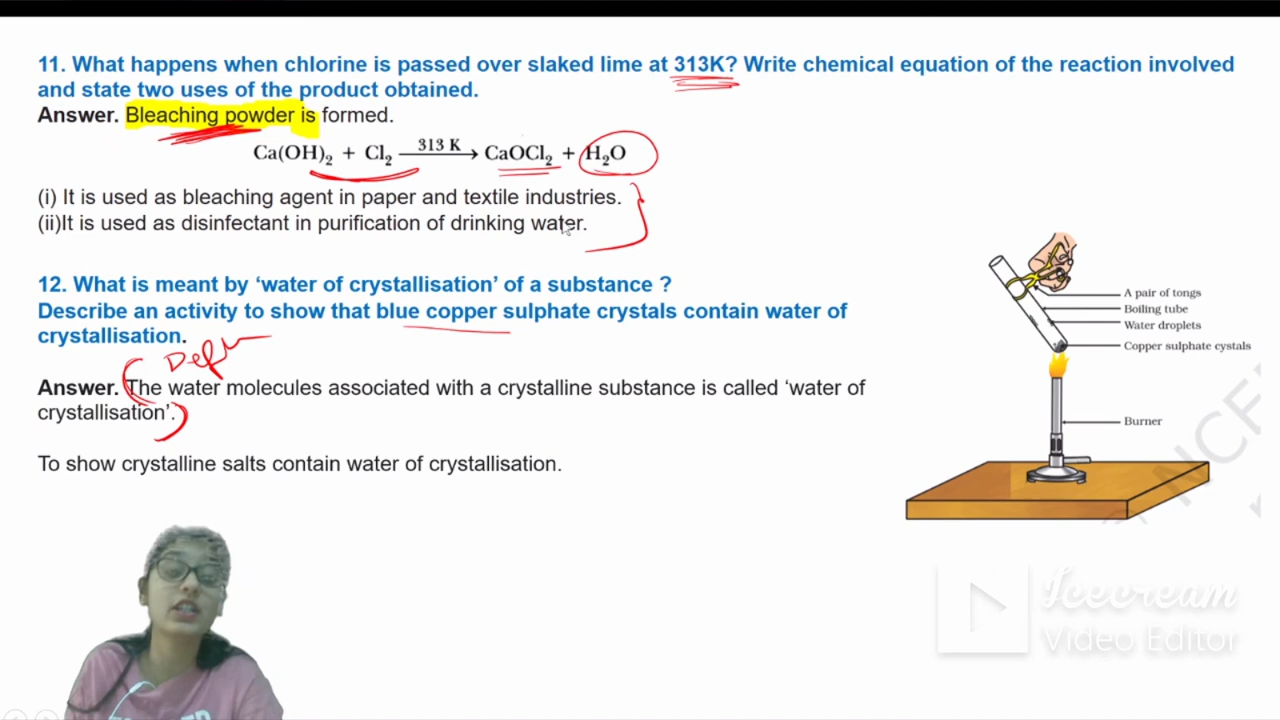 11. What happens when chlorine is passed over slaked lime at 313K? Write chemical equation of the reaction involved
and state two uses of the product obtained.
Answer. Bleaching powder is formed.
Ca(OH)₂ + Cl₂ —313 K→ CaOCl₂ + H₂O
(i) It is used as bleaching agent in paper and textile industries.
(ii)It is used as disinfectant in purification of drinking water.
12. What is meant by ‘water of crystallisation’ of a substance ?
Describe an activity to show that blue copper sulphate crystals contain water of
crystallisation.
Answer. The water molecules associated with a crystalline substance is called ‘water of
crystallisation’.
To show crystalline salts contain water of crystallisation.
A pair of tongs
Boiling tube
Water droplets
Copper sulphate cystals
Burner
Icecream
Video Editor